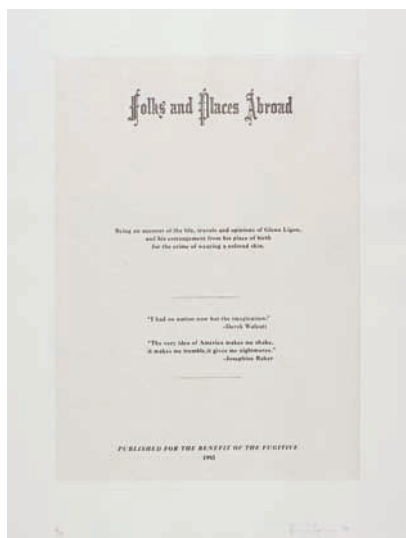 Folks and Places Abroad
Being an account of the life, travels and opinions of Glenn Ligon,
and his estrangement from his place of birth
for the crime of wearing a colored skin.
"I had no nation now but the imagination."
-Derek Walcott
"The very idea of America makes me shake,
it makes me tremble,it gives me nightmares."
-Josephine Baker
PUBLISHED FOR THE BENEFIT OF THE FUGITIVE